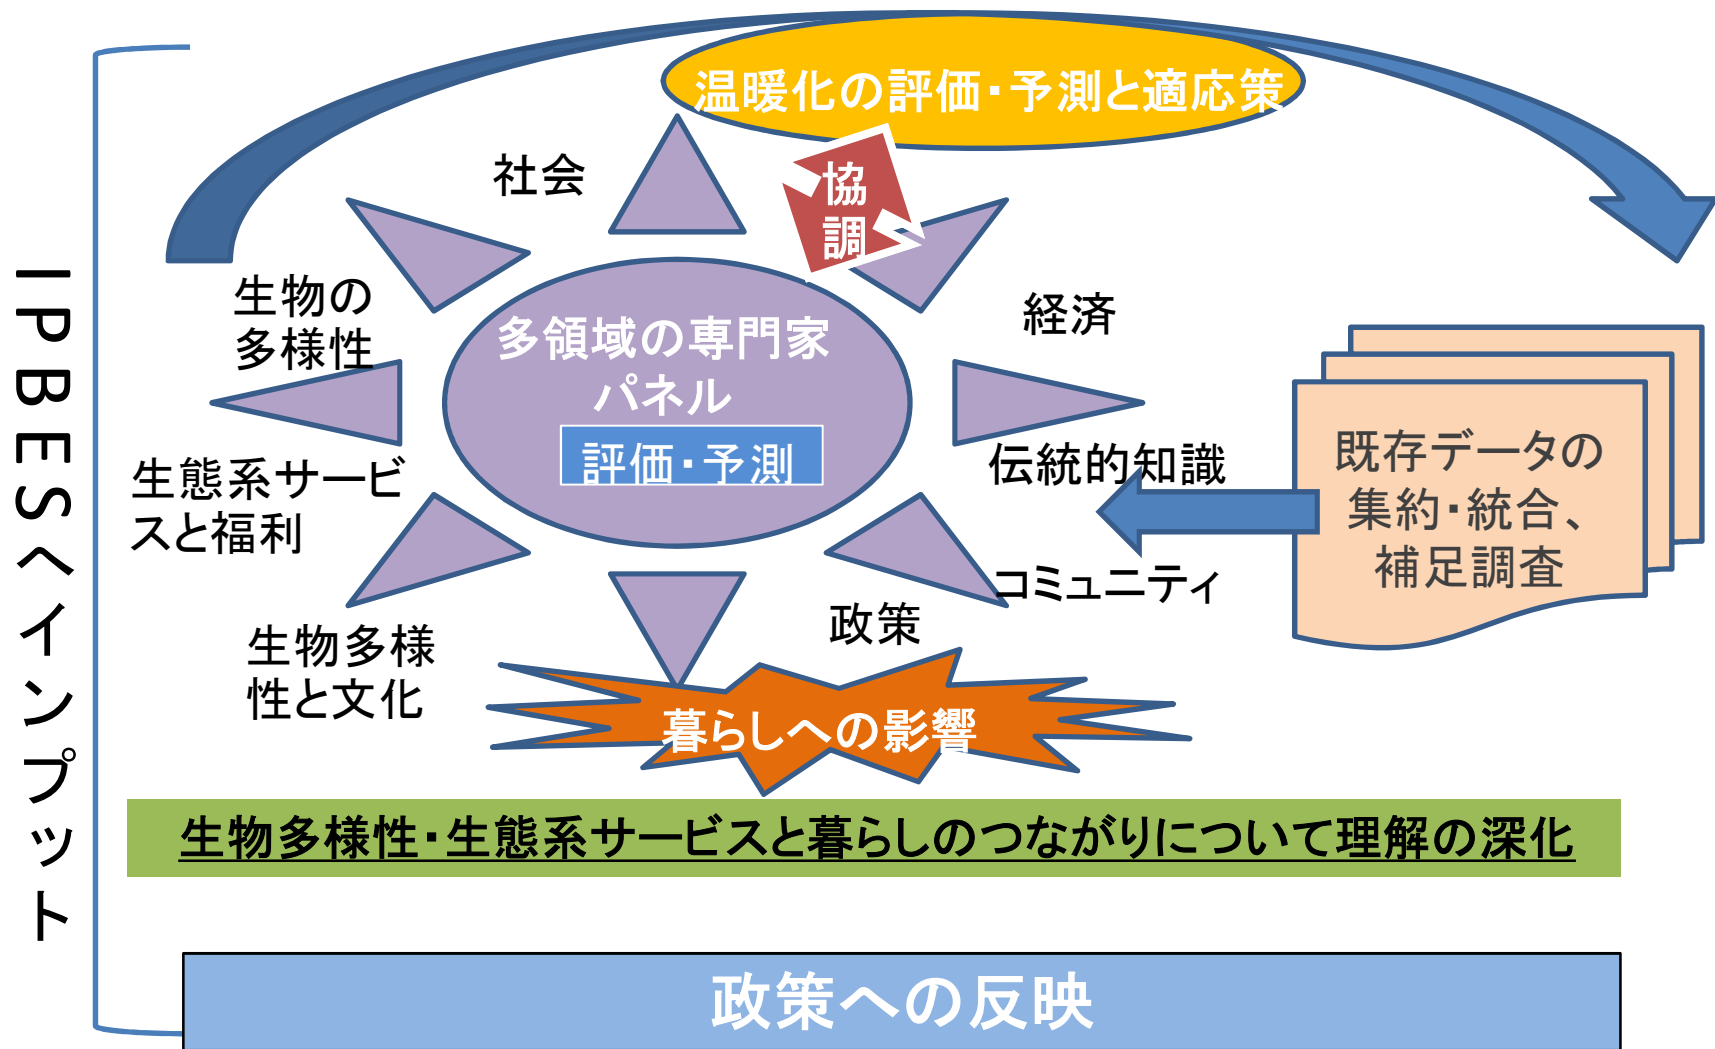 温暖化の評価・予測と適応策
協
調
社会
生物の
多様性
経済
多領域の専門家
パネル
評価・予測
伝統的知識
生態系サービ
スと福利
既存データの
集約・統合、
補足調査
コミュニティ
政策
生物多様
性と文化
暮らしへの影響
生物多様性・生態系サービスと暮らしのつながりについて理解の深化
政策への反映
IPBESへインプット